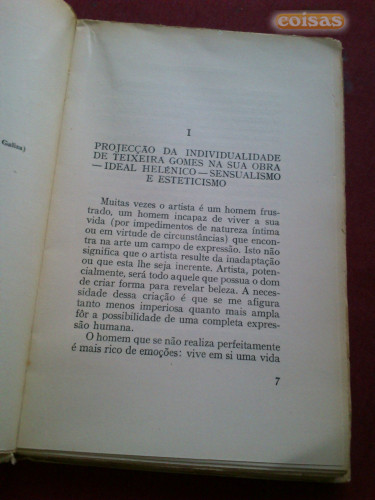 coisas
Galiza)
I
PROJECÇÃO DA INDIVIDUALIDADE
DE TEIXEIRA GOMES NA SUA OBRA
—IDEAL HELÉNICO—SENSUALISMO
E ESTETICISMO
Muitas vezes o artista é um homem frus-
trado, um homem incapaz de viver a sua
vida (por impedimentos de natureza íntima
ou em virtude de circunstâncias) que encon-
tra na arte um campo de expressão. Isto não
significa que o artista resulte da inadaptação
ou que esta lhe seja inerente. Artista, poten-
cialmente, será todo aquele que possua o dom
de criar forma para revelar beleza. A neces-
sidade dessa criação é que se me afigura
tanto menos imperiosa quanto mais ampla
fôr a possibilidade de uma completa expres-
são humana.
O homem que se não realiza perfeitamente
é mais rico de emoções: vive em si uma vida
7